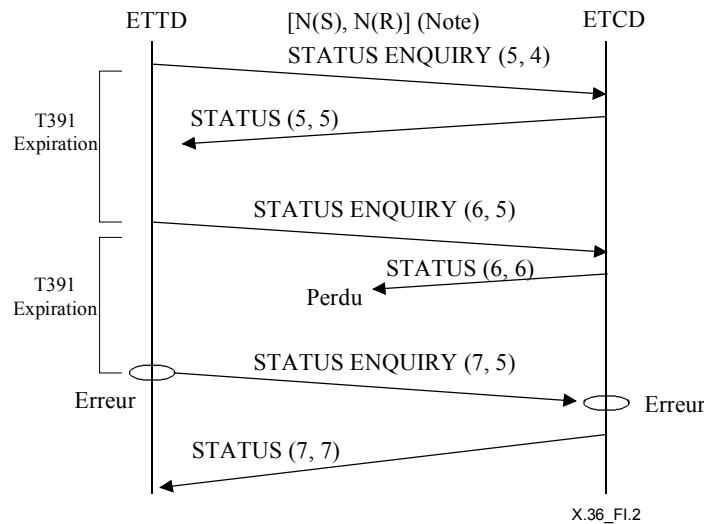 ETTD
[N(S), N(R)] (Note)
ETCD
STATUS ENQUIRY (5, 4)
T391
Expiration
STATUS (5, 5)
STATUS ENQUIRY (6, 5)
T391
Expiration
STATUS (6, 6)
Perdu
STATUS ENQUIRY (7, 5)
Erreur
Erreur
STATUS (7, 7)
X.36_FI.2